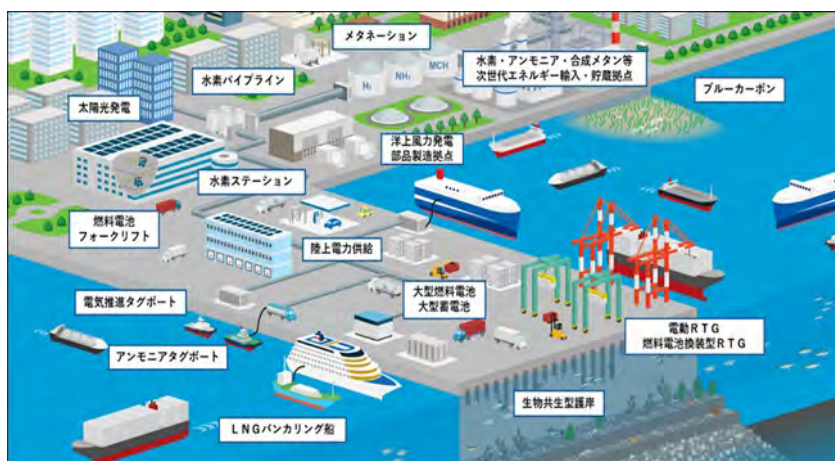 メタネーション
水素パイプライン
水素・アンモニア・合成メタン等
次世代エネルギー輸入・貯蔵拠点
H₂
NH₃
MCH
太陽光発電
ブルーカーボン
洋上風力発電
部品製造拠点
水素ステーション
燃料電池
フォークリフト
陸上電力供給
電気推進タグボート
大型燃料電池
大型蓄電池
電動RTG
燃料電池換装型RTG
アンモニアタグボート
生物共生型護岸
LNGバンカリング船